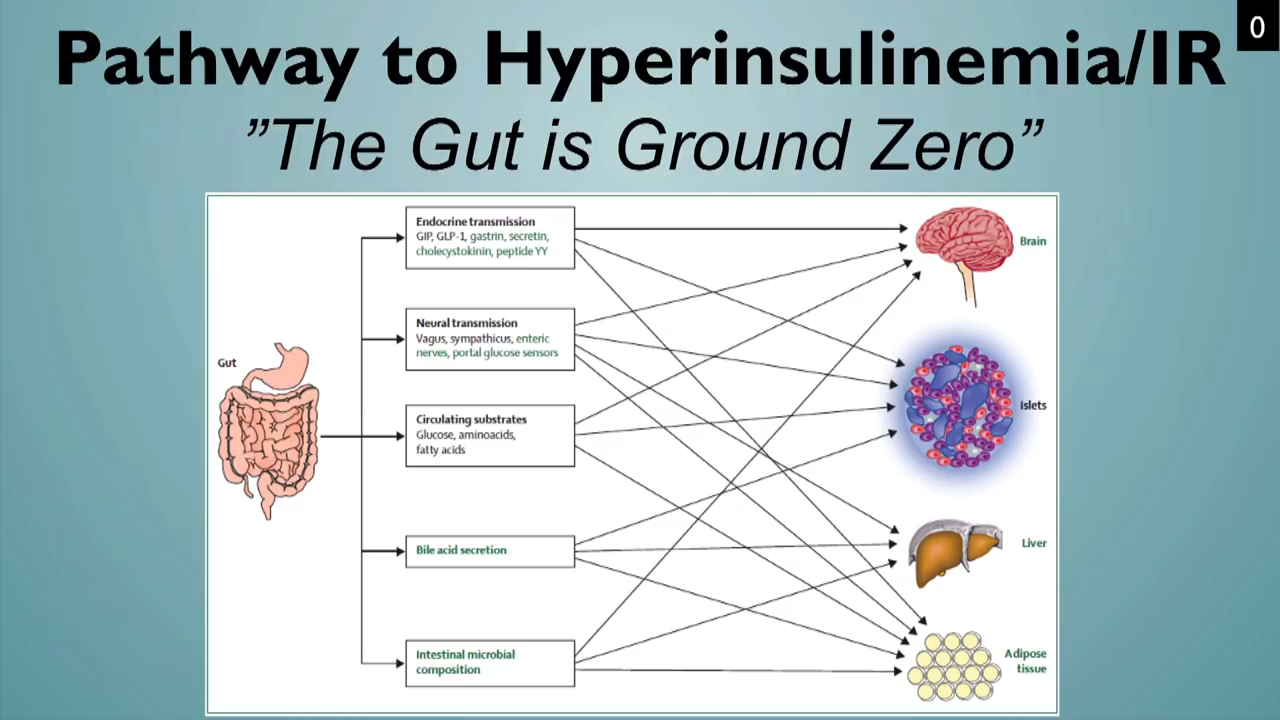 0
Pathway to Hyperinsulinemia/IR
”The Gut is Ground Zero”
Endocrine transmission
GIP, GLP-1, gastrin, secretin,
cholecystokinin, peptide YY
Brain
Neural transmission
Vagus, sympathicus, enteric
nerves, portal glucose sensors
Gut
Islets
Circulating substrates
Glucose, aminoacids,
fatty acids
Bile acid secretion
Liver
Intestinal microbial
composition
Adipose
tissue